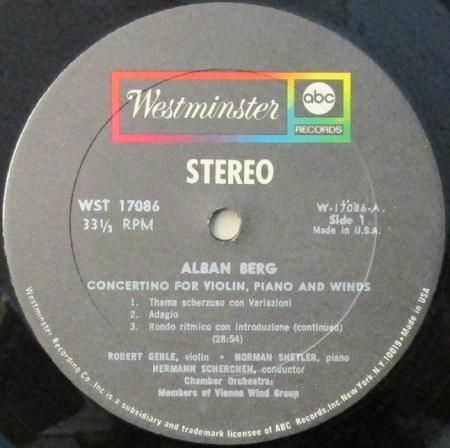 Westminster
abc
RECORDS
STEREO
WST 17086
33⅓ RPM
W-17086-A.
Side 1
Made in U.S.A.
ALBAN BERG
CONCERTINO FOR VIOLIN, PIANO AND WINDS
1. Thema scherzoso con Variazioni
2. Adagio
3. Rondo ritmico con introduzione (continued)
(28:54)
ROBERT GERLE, violin • NORMAN SHETLER, piano
HERMANN SCHERCHEN, conductor
Chamber Orchestra:
Members of Vienna Wind Group
Westminster Recording Co. Inc. is a subsidiary and trademark licensee of ABC Records, Inc. New York, N.Y. 10019 • Made in USA